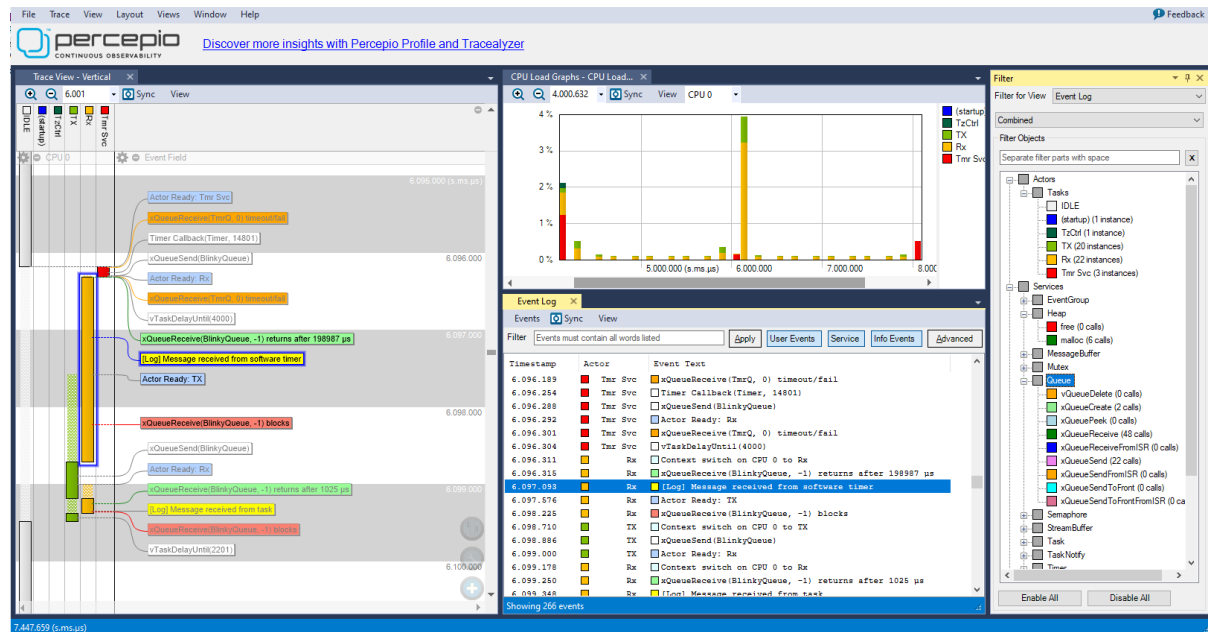 File Trace View Layout Views Window Help
Feedback
percepio
CONTINUOUS OBSERVABILITY
Discover more insights with Percepio Profile and Tracealyzer
Trace View - Vertical
6.001 Sync View
IDLE
(startup)
TzCtrl
TX
Rx
Tmr Svc
CPU 0
Event Field
6.095.000 (s.ms.µs)
Actor Ready: Tmr Svc
xQueueReceive(TmrQ, 0) timeout/fail
Timer Callback(Timer, 14801)
xQueueSend(BlinkyQueue)
6.096.000
Actor Ready: Rx
xQueueReceive(TmrQ, 0) timeout/fail
vTaskDelayUntil(4000)
xQueueReceive(BlinkyQueue, -1) returns after 198987 µs
6.097.000
[Log] Message received from software timer
Actor Ready: TX
6.098.000
xQueueReceive(BlinkyQueue, -1) blocks
xQueueSend(BlinkyQueue)
Actor Ready: Rx
xQueueReceive(BlinkyQueue, -1) returns after 1025 µs
6.099.000
[Log] Message received from task
xQueueReceive(BlinkyQueue, -1) blocks
vTaskDelayUntil(2201)
6.100.000
CPU Load Graphs - CPU Load...
4.000.632 Sync View CPU 0
4 %
3 %
2 %
1 %
0 %
5.000.000 (s.ms.µs)
6.000.000
7.000.000
8.000
(startup
TzCtrl
TX
Rx
Tmr Svc
Event Log
Events Sync View
Filter Events must contain all words listed Apply User Events Service Info Events Advanced
Timestamp Actor Event Text
6.096.189 Tmr Svc xQueueReceive(TmrQ, 0) timeout/fail
6.096.254 Tmr Svc Timer Callback(Timer, 14801)
6.096.288 Tmr Svc xQueueSend(BlinkyQueue)
6.096.292 Tmr Svc Actor Ready: Rx
6.096.301 Tmr Svc xQueueReceive(TmrQ, 0) timeout/fail
6.096.304 Tmr Svc vTaskDelayUntil(4000)
6.096.311 Rx Context switch on CPU 0 to Rx
6.096.315 Rx xQueueReceive(BlinkyQueue, -1) returns after 198987 µs
6.097.093 Rx [Log] Message received from software timer
6.097.576 Rx Actor Ready: TX
6.098.225 Rx xQueueReceive(BlinkyQueue, -1) blocks
6.098.710 TX Context switch on CPU 0 to TX
6.098.886 TX xQueueSend(BlinkyQueue)
6.099.000 TX Actor Ready: Rx
6.099.178 Rx Context switch on CPU 0 to Rx
6.099.250 Rx xQueueReceive(BlinkyQueue, -1) returns after 1025 µs
6.099.348 Rx [Log] Message received from task
Showing 266 events
Filter
Filter for View Event Log
Combined
Filter Objects
Separate filter parts with space X
Actors
Tasks
IDLE
(startup) (1 instance)
TzCtrl (1 instance)
TX (20 instances)
Rx (22 instances)
Tmr Svc (3 instances)
Services
EventGroup
Heap
free (0 calls)
malloc (6 calls)
MessageBuffer
Mutex
Queue
vQueueDelete (0 calls)
xQueueCreate (2 calls)
xQueuePeek (0 calls)
xQueueReceive (48 calls)
xQueueReceiveFromISR (0 calls)
xQueueSend (22 calls)
xQueueSendFromISR (0 calls)
xQueueSendToFront (0 calls)
xQueueSendToFrontFromISR (0 ca
Semaphore
StreamBuffer
Task
TaskNotify
Timer
Enable All Disable All
7.447.659 (s.ms.µs)